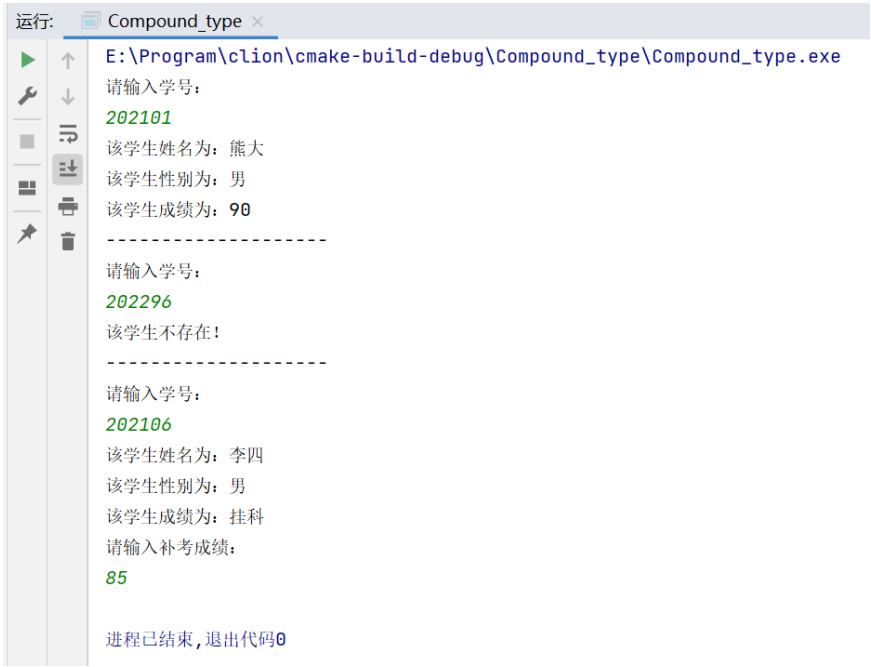 运行: Compound_type ×
E:\Program\clion\cmake-build-debug\Compound_type\Compound_type.exe
请输入学号：
202101
该学生姓名为：熊大
该学生性别为：男
该学生成绩为：90
--------------------
请输入学号：
202296
该学生不存在！
--------------------
请输入学号：
202106
该学生姓名为：李四
该学生性别为：男
该学生成绩为：挂科
请输入补考成绩：
85
进程已结束,退出代码0